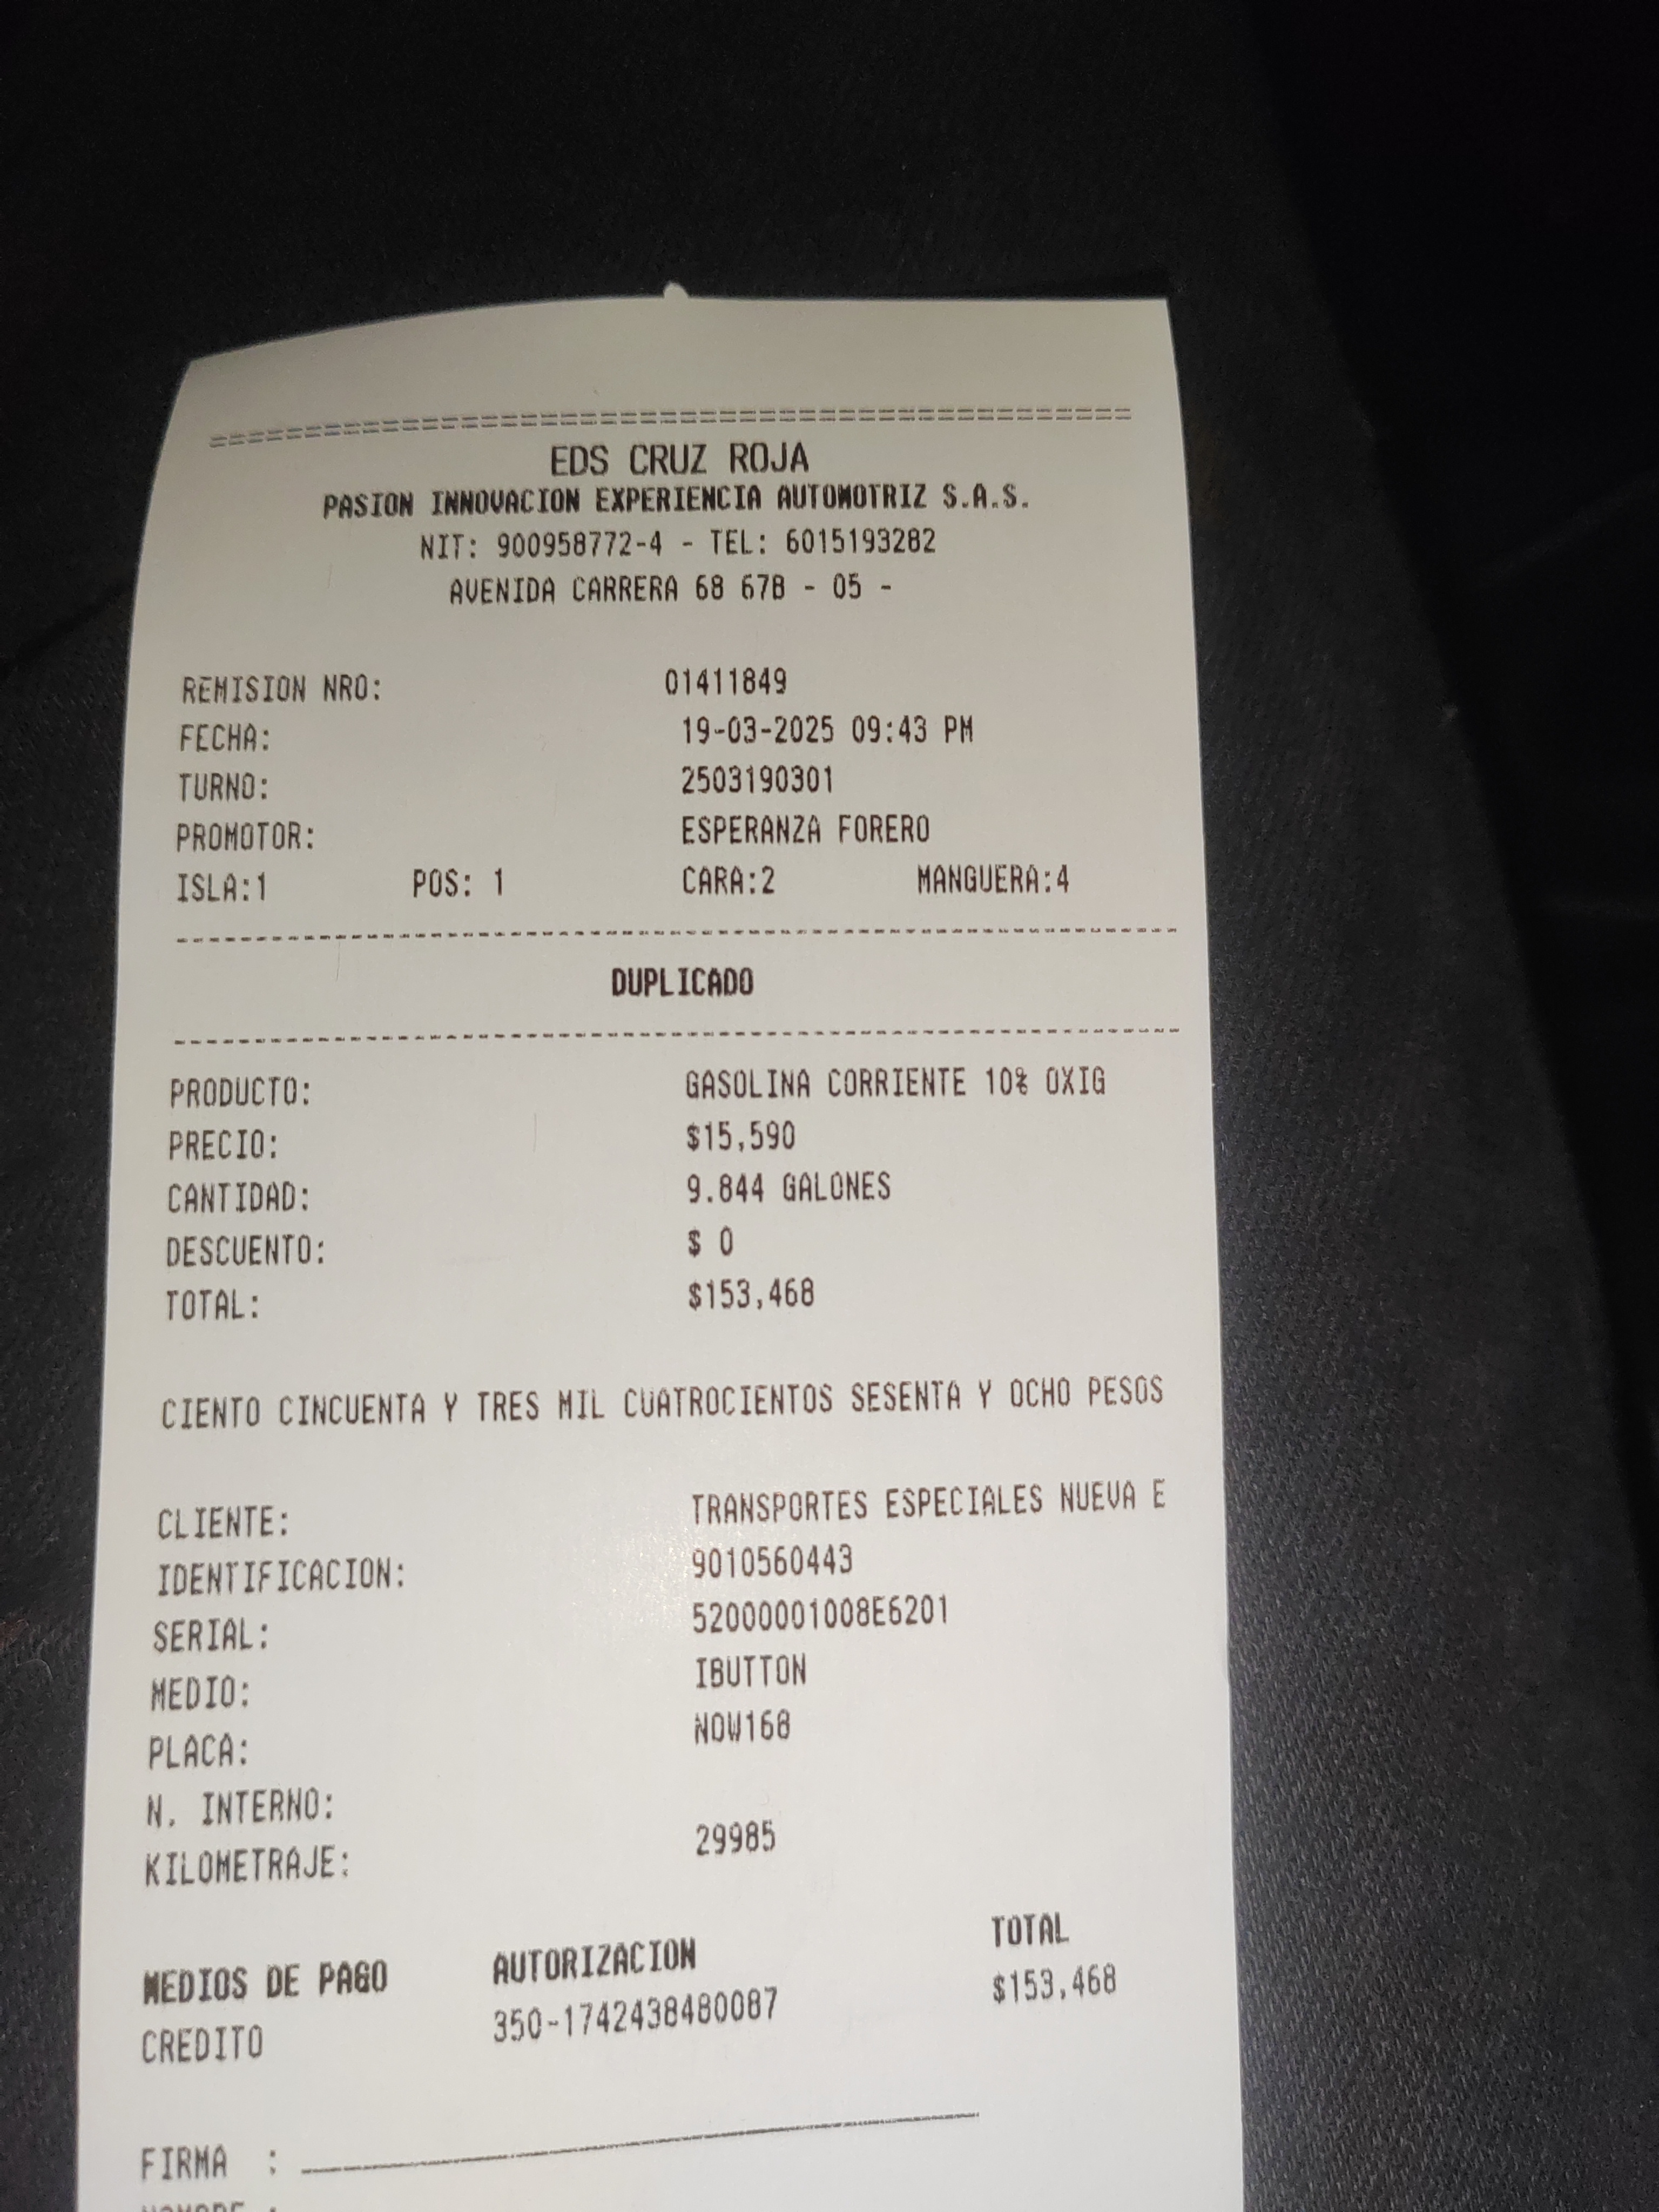 ================================================
EDS CRUZ ROJA
PASION INNOVACION EXPERIENCIA AUTOMOTRIZ S.A.S.
NIT: 900958772-4 - TEL: 6015193282
AVENIDA CARRERA 68 67B - 05 -
REMISION NRO: 01411849
FECHA: 19-03-2025 09:43 PM
TURNO: 2503190301
PROMOTOR: ESPERANZA FORERO
ISLA:1 POS: 1 CARA:2 MANGUERA:4
DUPLICADO
PRODUCTO: GASOLINA CORRIENTE 10% OXIG
PRECIO: $15,590
CANTIDAD: 9.844 GALONES
DESCUENTO: $ 0
TOTAL: $153,468
CIENTO CINCUENTA Y TRES MIL CUATROCIENTOS SESENTA Y OCHO PESOS
CLIENTE: TRANSPORTES ESPECIALES NUEVA E
IDENTIFICACION: 9010560443
SERIAL: 52000001008E6201
MEDIO: IBUTTON
PLACA: NOW168
N. INTERNO:
KILOMETRAJE: 29985
MEDIOS DE PAGO AUTORIZACION TOTAL
CREDITO 350-1742438480087 $153,468
FIRMA :
NOMBRE :